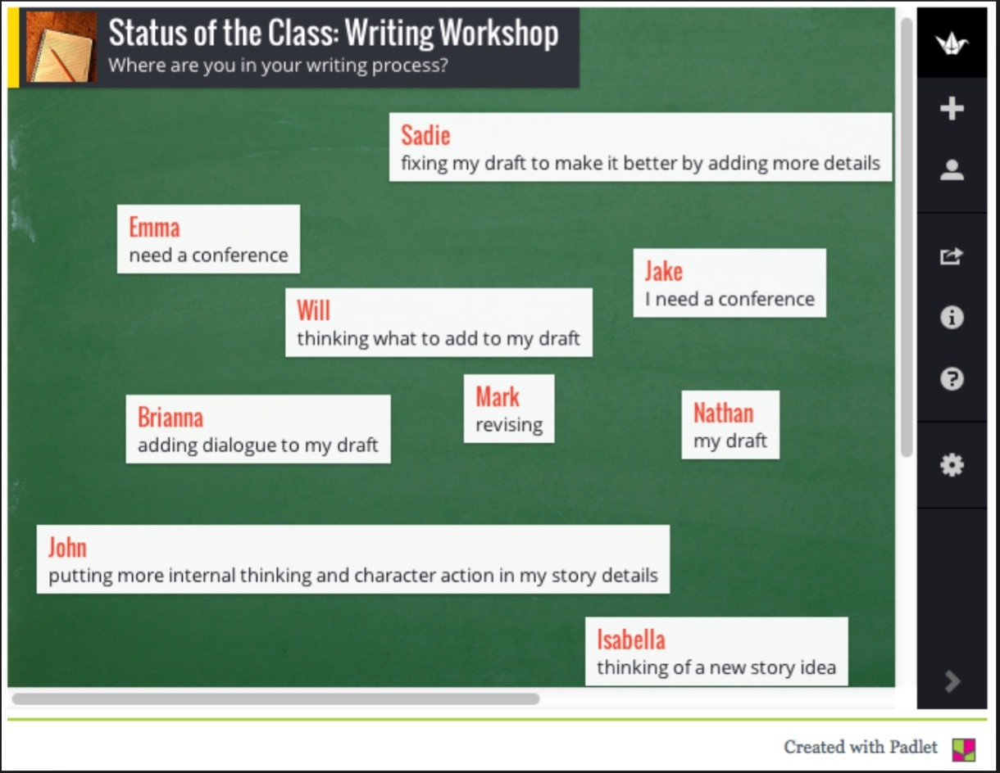 Status of the Class: Writing Workshop
Where are you in your writing process?
Sadie
fixing my draft to make it better by adding more details
Emma
need a conference
Jake
I need a conference
Will
thinking what to add to my draft
Mark
revising
Nathan
my draft
Brianna
adding dialogue to my draft
John
putting more internal thinking and character action in my story details
Isabella
thinking of a new story idea
Created with Padlet